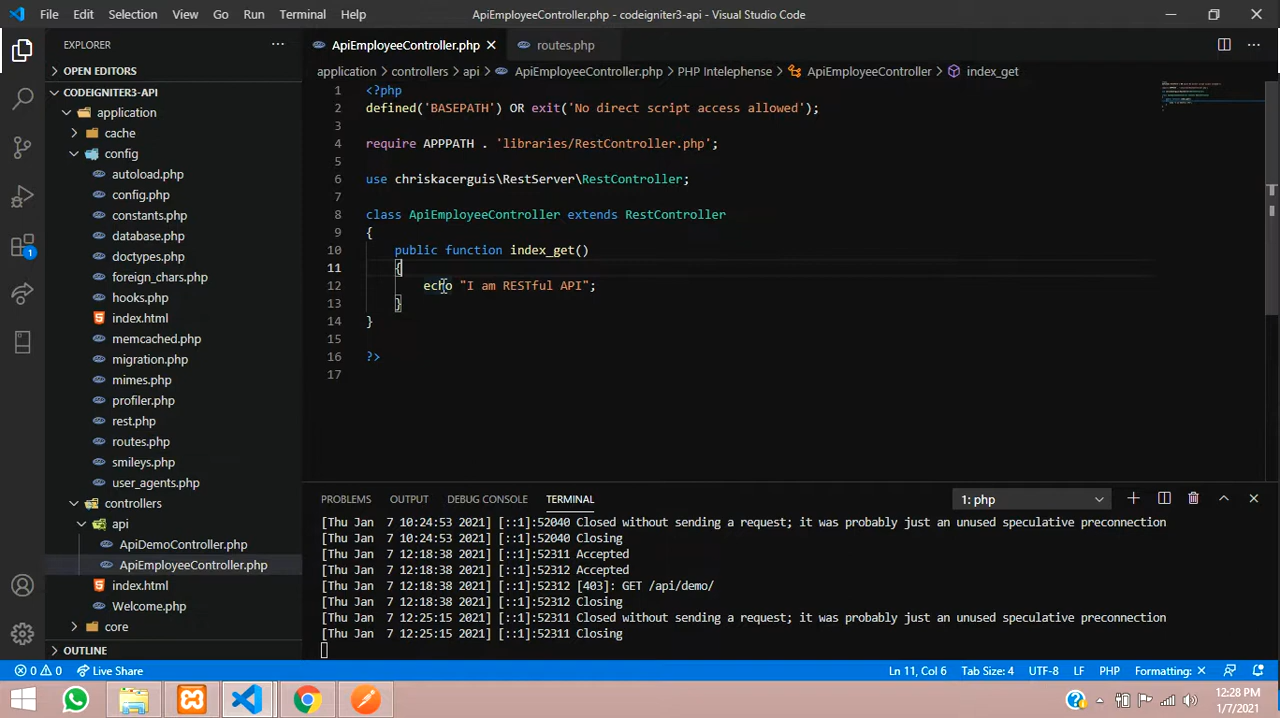 File Edit Selection View Go Run Terminal Help ApiEmployeeController.php - codeigniter3-api - Visual Studio Code
EXPLORER
ApiEmployeeController.php
routes.php
OPEN EDITORS
application > controllers > api > ApiEmployeeController.php > PHP Intelephense > ApiEmployeeController > index_get
CODEIGNITER3-API
application
cache
config
autoload.php
config.php
constants.php
database.php
doctypes.php
foreign_chars.php
hooks.php
index.html
memcached.php
migration.php
mimes.php
profiler.php
rest.php
routes.php
smileys.php
user_agents.php
controllers
api
ApiDemoController.php
ApiEmployeeController.php
index.html
Welcome.php
core
OUTLINE
1 <?php
2 defined('BASEPATH') OR exit('No direct script access allowed');
3
4 require APPPATH . 'libraries/RestController.php';
5
6 use chriskacerguis\RestServer\RestController;
7
8 class ApiEmployeeController extends RestController
9 {
10 public function index_get()
11 {
12 echo "I am RESTful API";
13 }
14 }
15
16 ?>
17
PROBLEMS OUTPUT DEBUG CONSOLE TERMINAL 1: php
[Thu Jan  7 10:24:53 2021] [::1]:52040 Closed without sending a request; it was probably just an unused speculative preconnection
[Thu Jan  7 10:24:53 2021] [::1]:52040 Closing
[Thu Jan  7 12:18:38 2021] [::1]:52311 Accepted
[Thu Jan  7 12:18:38 2021] [::1]:52312 Accepted
[Thu Jan  7 12:18:38 2021] [::1]:52312 [403]: GET /api/demo/
[Thu Jan  7 12:18:38 2021] [::1]:52312 Closing
[Thu Jan  7 12:25:15 2021] [::1]:52311 Closed without sending a request; it was probably just an unused speculative preconnection
[Thu Jan  7 12:25:15 2021] [::1]:52311 Closing
0 0 Live Share Ln 11, Col 6 Tab Size: 4 UTF-8 LF PHP Formatting: ×
12:28 PM
1/7/2021
1